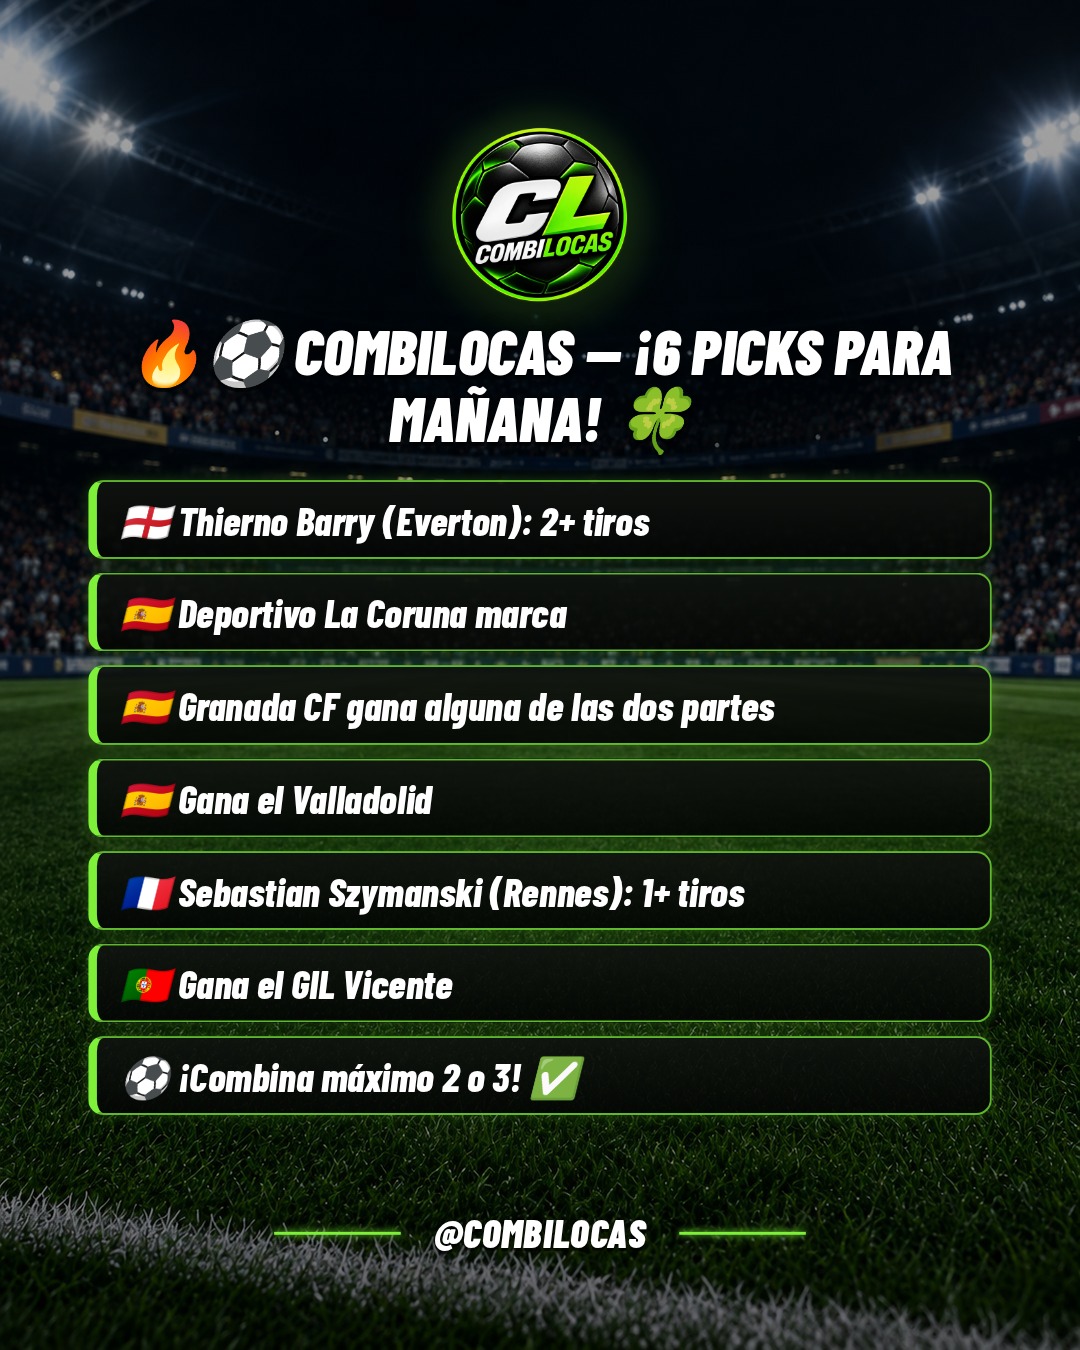 CL
COMBILOCAS
🔥⚽ COMBILOCAS – ¡6 PICKS PARA
MAÑANA! 🍀
🏴󠁧󠁢󠁥󠁮󠁧󠁿 Thierno Barry (Everton): 2+ tiros
🇪🇸 Deportivo La Coruna marca
🇪🇸 Granada CF gana alguna de las dos partes
🇪🇸 Gana el Valladolid
🇫🇷 Sebastian Szymanski (Rennes): 1+ tiros
🇵🇹 Gana el GIL Vicente
⚽ ¡Combina máximo 2 o 3! ✅
@COMBILOCAS